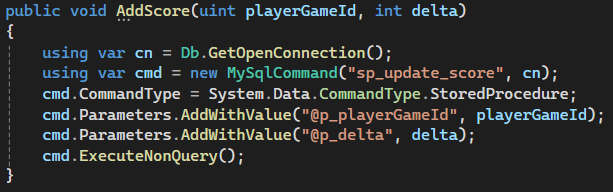 public void AddScore(uint playerGameId, int delta)
{
    using var cn = Db.GetOpenConnection();
    using var cmd = new MySqlCommand("sp_update_score", cn);
    cmd.CommandType = System.Data.CommandType.StoredProcedure;
    cmd.Parameters.AddWithValue("@p_playerGameId", playerGameId);
    cmd.Parameters.AddWithValue("@p_delta", delta);
    cmd.ExecuteNonQuery();
}